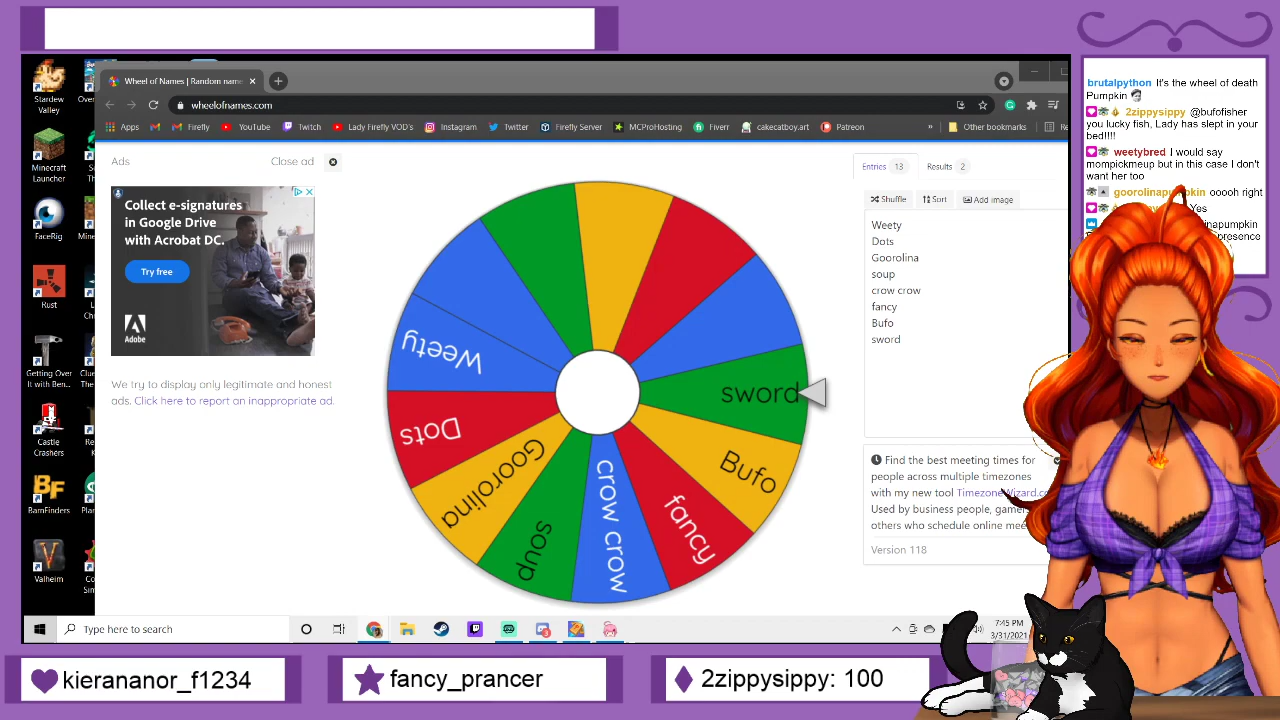 Stardew
Valley
Over
Minecraft
Launcher
FaceRig
Rust
Getting Over
It with Ben...
Castle
Crashers
BarnFinders
Valheim
Wheel of Names | Random name
wheelofnames.com
Apps
Firefly
YouTube
Twitch
Lady Firefly VOD's
Instagram
Twitter
Firefly Server
MCProHosting
Fiverr
cakecatboy.art
Patreon
»
Other bookmarks
Ads
Close ad
Collect e-signatures
in Google Drive
with Acrobat DC.
Try free
Adobe
We try to display only legitimate and honest
ads. Click here to report an inappropriate ad.
Weety
Dots
Goorolina
soup
crow crow
fancy
Bufo
sword
Entries 13
Results 2
Shuffle
Sort
Add image
Weety
Dots
Goorolina
soup
crow crow
fancy
Bufo
sword
Find the best meeting times for
people across multiple timezones
with my new tool TimezoneWizard.co
Used by business people, gamers
others who schedule online mee
Version 118
brutalpython It's the wheel of death
Pumpkin
2zippysippy @bufofisher
you lucky fish, Lady has slept in your
bed!!!!
weetybred I would say
mompickmeup but in this case I don't
want her too
goorolinapumpkin ooooh right
Yes
presence
Type here to search
7:45 PM
3/31/2021
kierananor_f1234
fancy_prancer
2zippysippy: 100